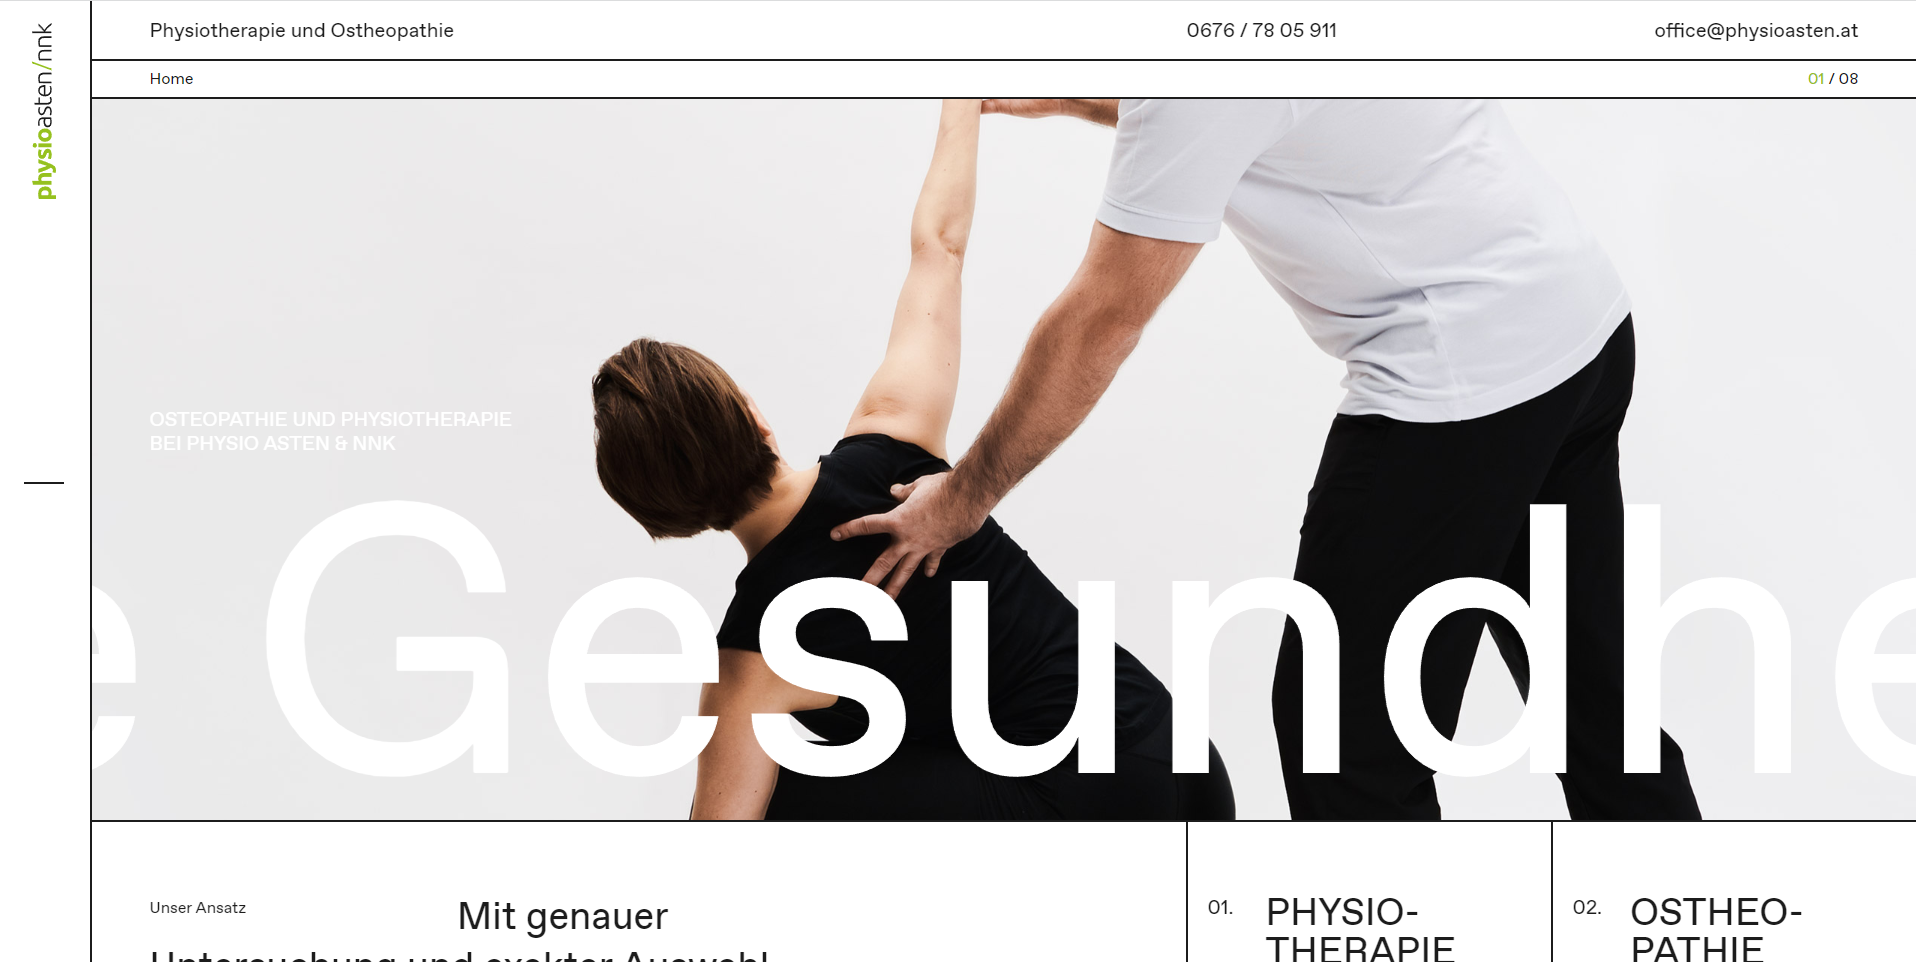 physioasten/nnk
Physiotherapie und Ostheopathie
0676 / 78 05 911
office@physioasten.at
Home
01 / 08
OSTEOPATHIE UND PHYSIOTHERAPIE
BEI PHYSIO ASTEN & NNK
e Gesundhe
Unser Ansatz
Mit genauer
Untersuchung und exakter Auswahl
01.
PHYSIO-
THERAPIE
02.
OSTHEO-
PATHIE